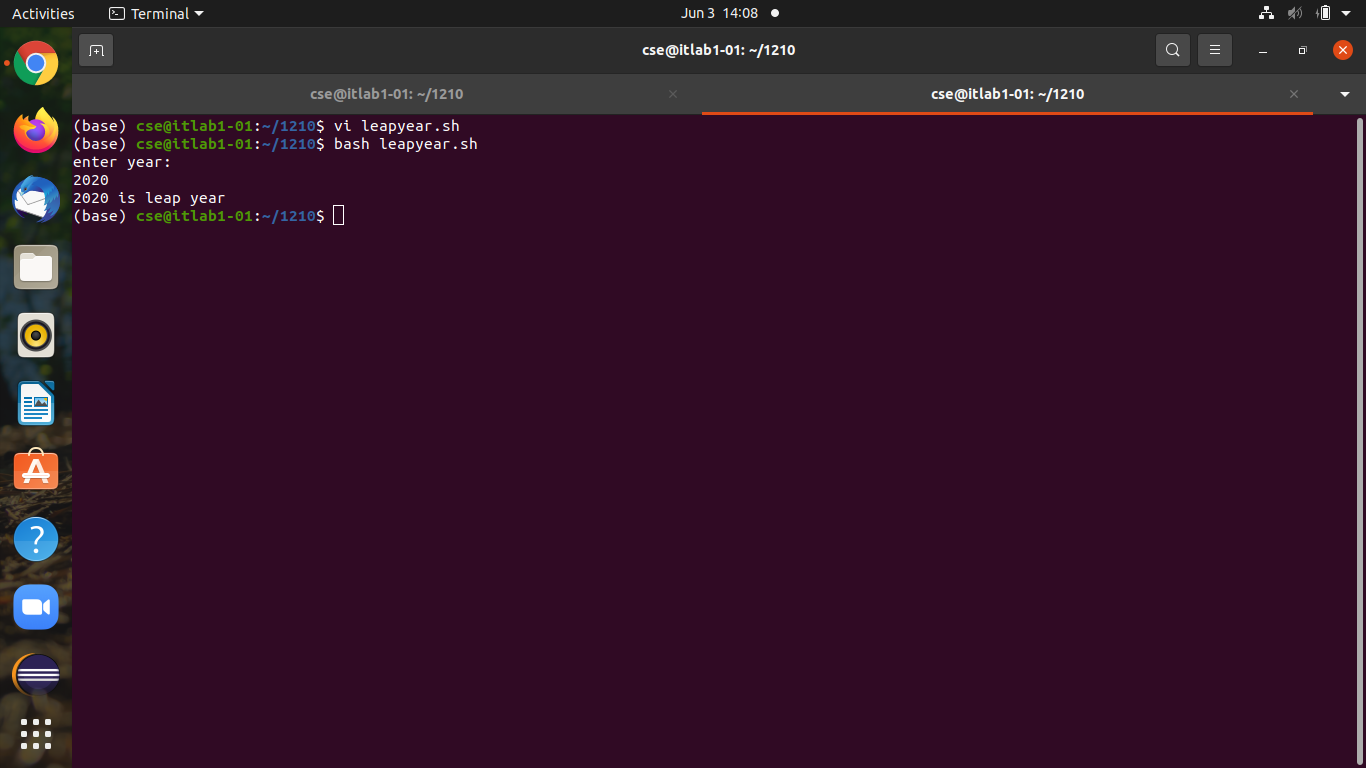 Activities Terminal Jun 3 14:08
cse@itlab1-01: ~/1210
cse@itlab1-01: ~/1210 cse@itlab1-01: ~/1210
(base) cse@itlab1-01:~/1210$ vi leapyear.sh
(base) cse@itlab1-01:~/1210$ bash leapyear.sh
enter year:
2020
2020 is leap year
(base) cse@itlab1-01:~/1210$